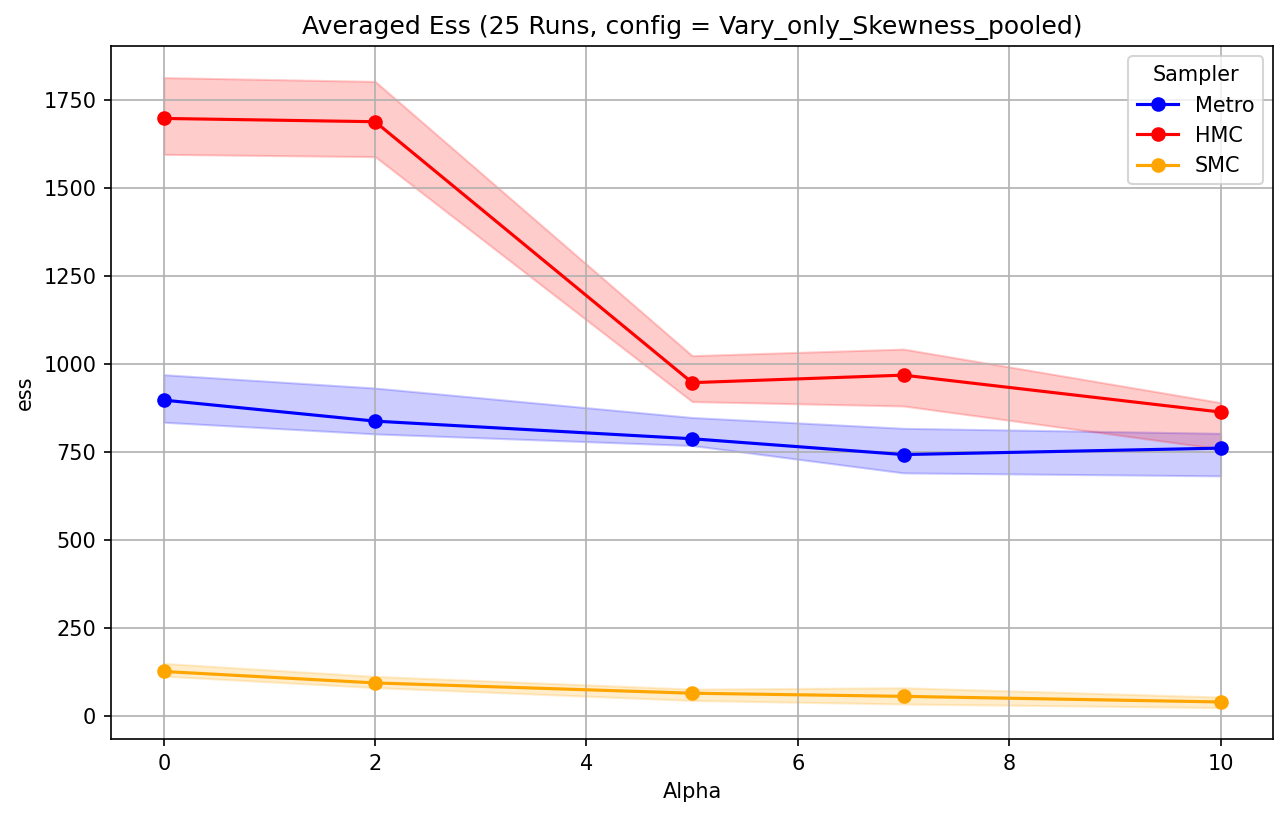 Averaged Ess (25 Runs, config = Vary_only_Skewness_pooled)
Sampler
Metro
HMC
SMC
ess
1750
1500
1250
1000
750
500
250
0
0 2 4 6 8 10
Alpha